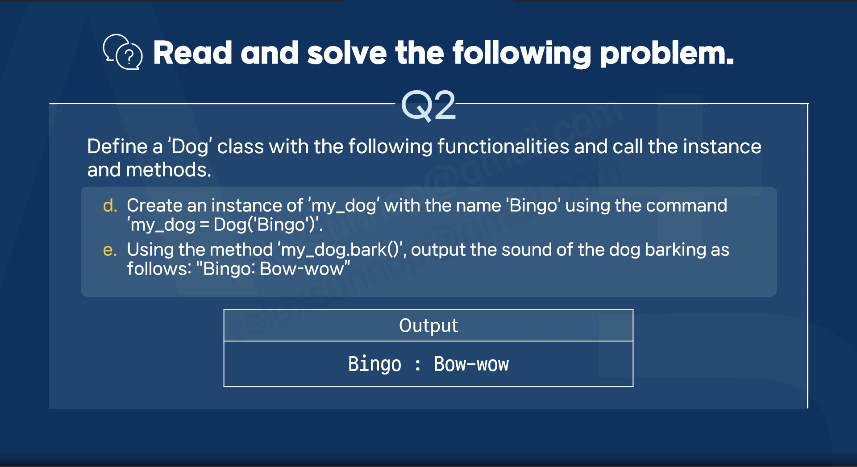 Read and solve the following problem.
Q2
Define a 'Dog' class with the following functionalities and call the instance
and methods.
d. Create an instance of 'my_dog' with the name 'Bingo' using the command
'my_dog = Dog('Bingo')'.
e. Using the method 'my_dog.bark()', output the sound of the dog barking as
follows: "Bingo: Bow-wow"
Output
Bingo : Bow-wow